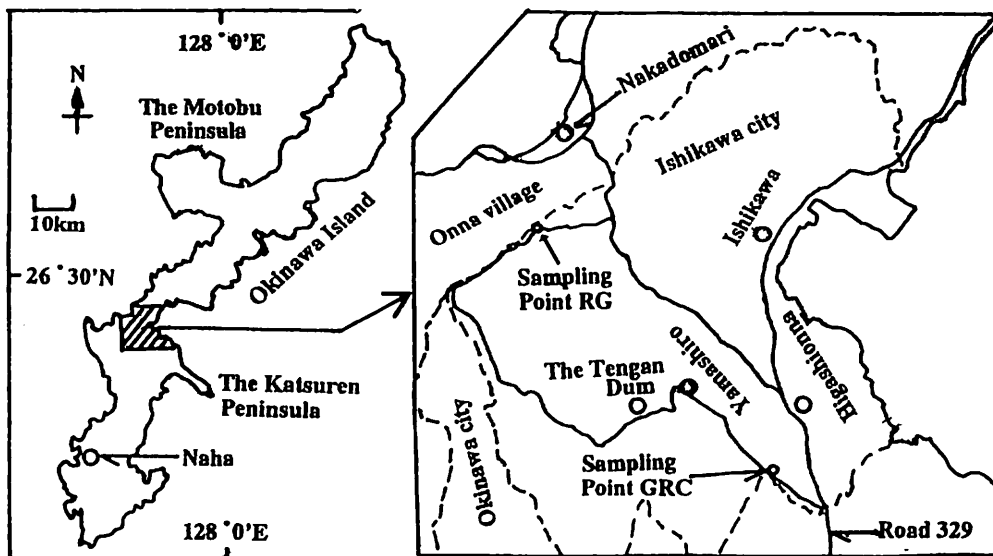 128˚0'E
N
The Motobu
Peninsula
10km
Okinawa Island
26˚30'N
The Katsuren
Peninsula
Naha
128˚0'E
Nakadomari
Ishikawa city
Onna village
Ishikawa
Sampling
Point RG
The Tengan
Dum
Yamashiro
Higashionna
Okinawa city
Sampling
Point GRC
Road 329